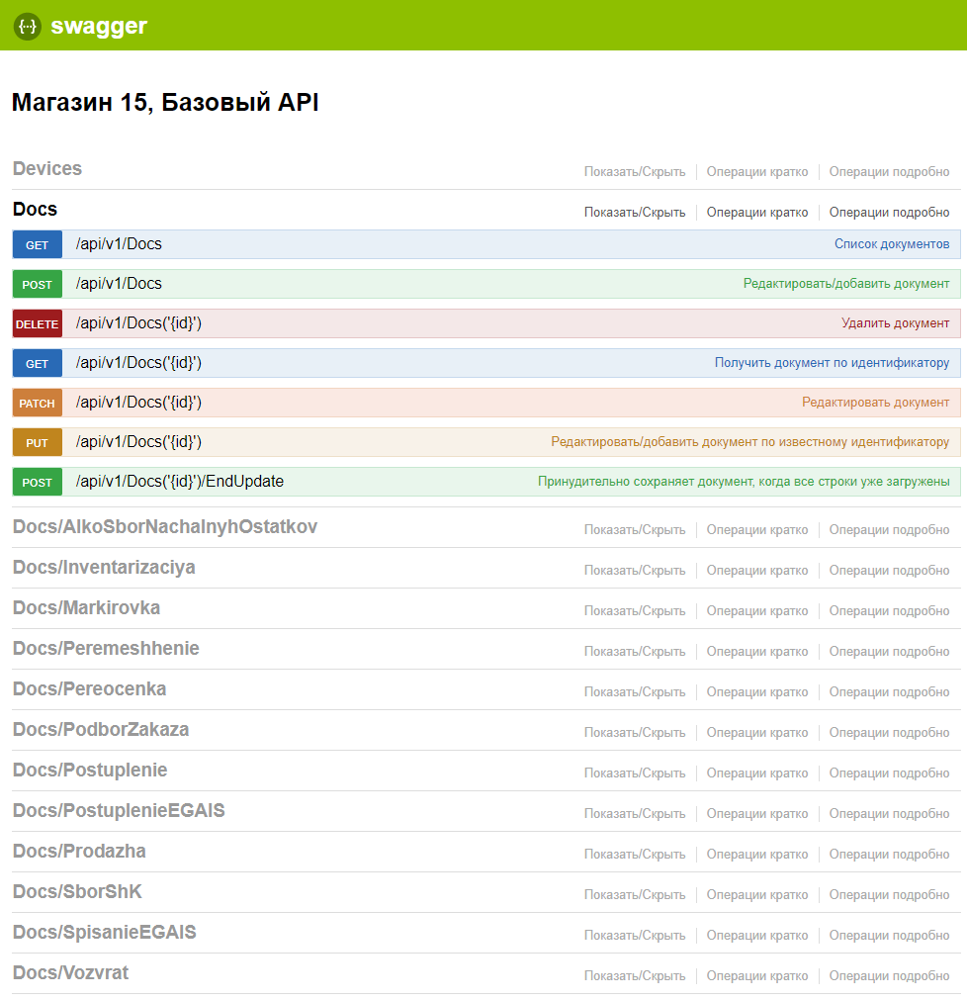 {···} swagger
Магазин 15, Базовый API
Devices Показать/Скрыть Операции кратко Операции подробно
Docs Показать/Скрыть Операции кратко Операции подробно
GET /api/v1/Docs Список документов
POST /api/v1/Docs Редактировать/добавить документ
DELETE /api/v1/Docs('{id}') Удалить документ
GET /api/v1/Docs('{id}') Получить документ по идентификатору
PATCH /api/v1/Docs('{id}') Редактировать документ
PUT /api/v1/Docs('{id}') Редактировать/добавить документ по известному идентификатору
POST /api/v1/Docs('{id}')/EndUpdate Принудительно сохраняет документ, когда все строки уже загружены
Docs/AlkoSborNachalnyhOstatkov Показать/Скрыть Операции кратко Операции подробно
Docs/Inventarizaciya Показать/Скрыть Операции кратко Операции подробно
Docs/Markirovka Показать/Скрыть Операции кратко Операции подробно
Docs/Peremeshhenie Показать/Скрыть Операции кратко Операции подробно
Docs/Pereocenka Показать/Скрыть Операции кратко Операции подробно
Docs/PodborZakaza Показать/Скрыть Операции кратко Операции подробно
Docs/Postuplenie Показать/Скрыть Операции кратко Операции подробно
Docs/PostuplenieEGAIS Показать/Скрыть Операции кратко Операции подробно
Docs/Prodazha Показать/Скрыть Операции кратко Операции подробно
Docs/SborShK Показать/Скрыть Операции кратко Операции подробно
Docs/SpisanieEGAIS Показать/Скрыть Операции кратко Операции подробно
Docs/Vozvrat Показать/Скрыть Операции кратко Операции подробно